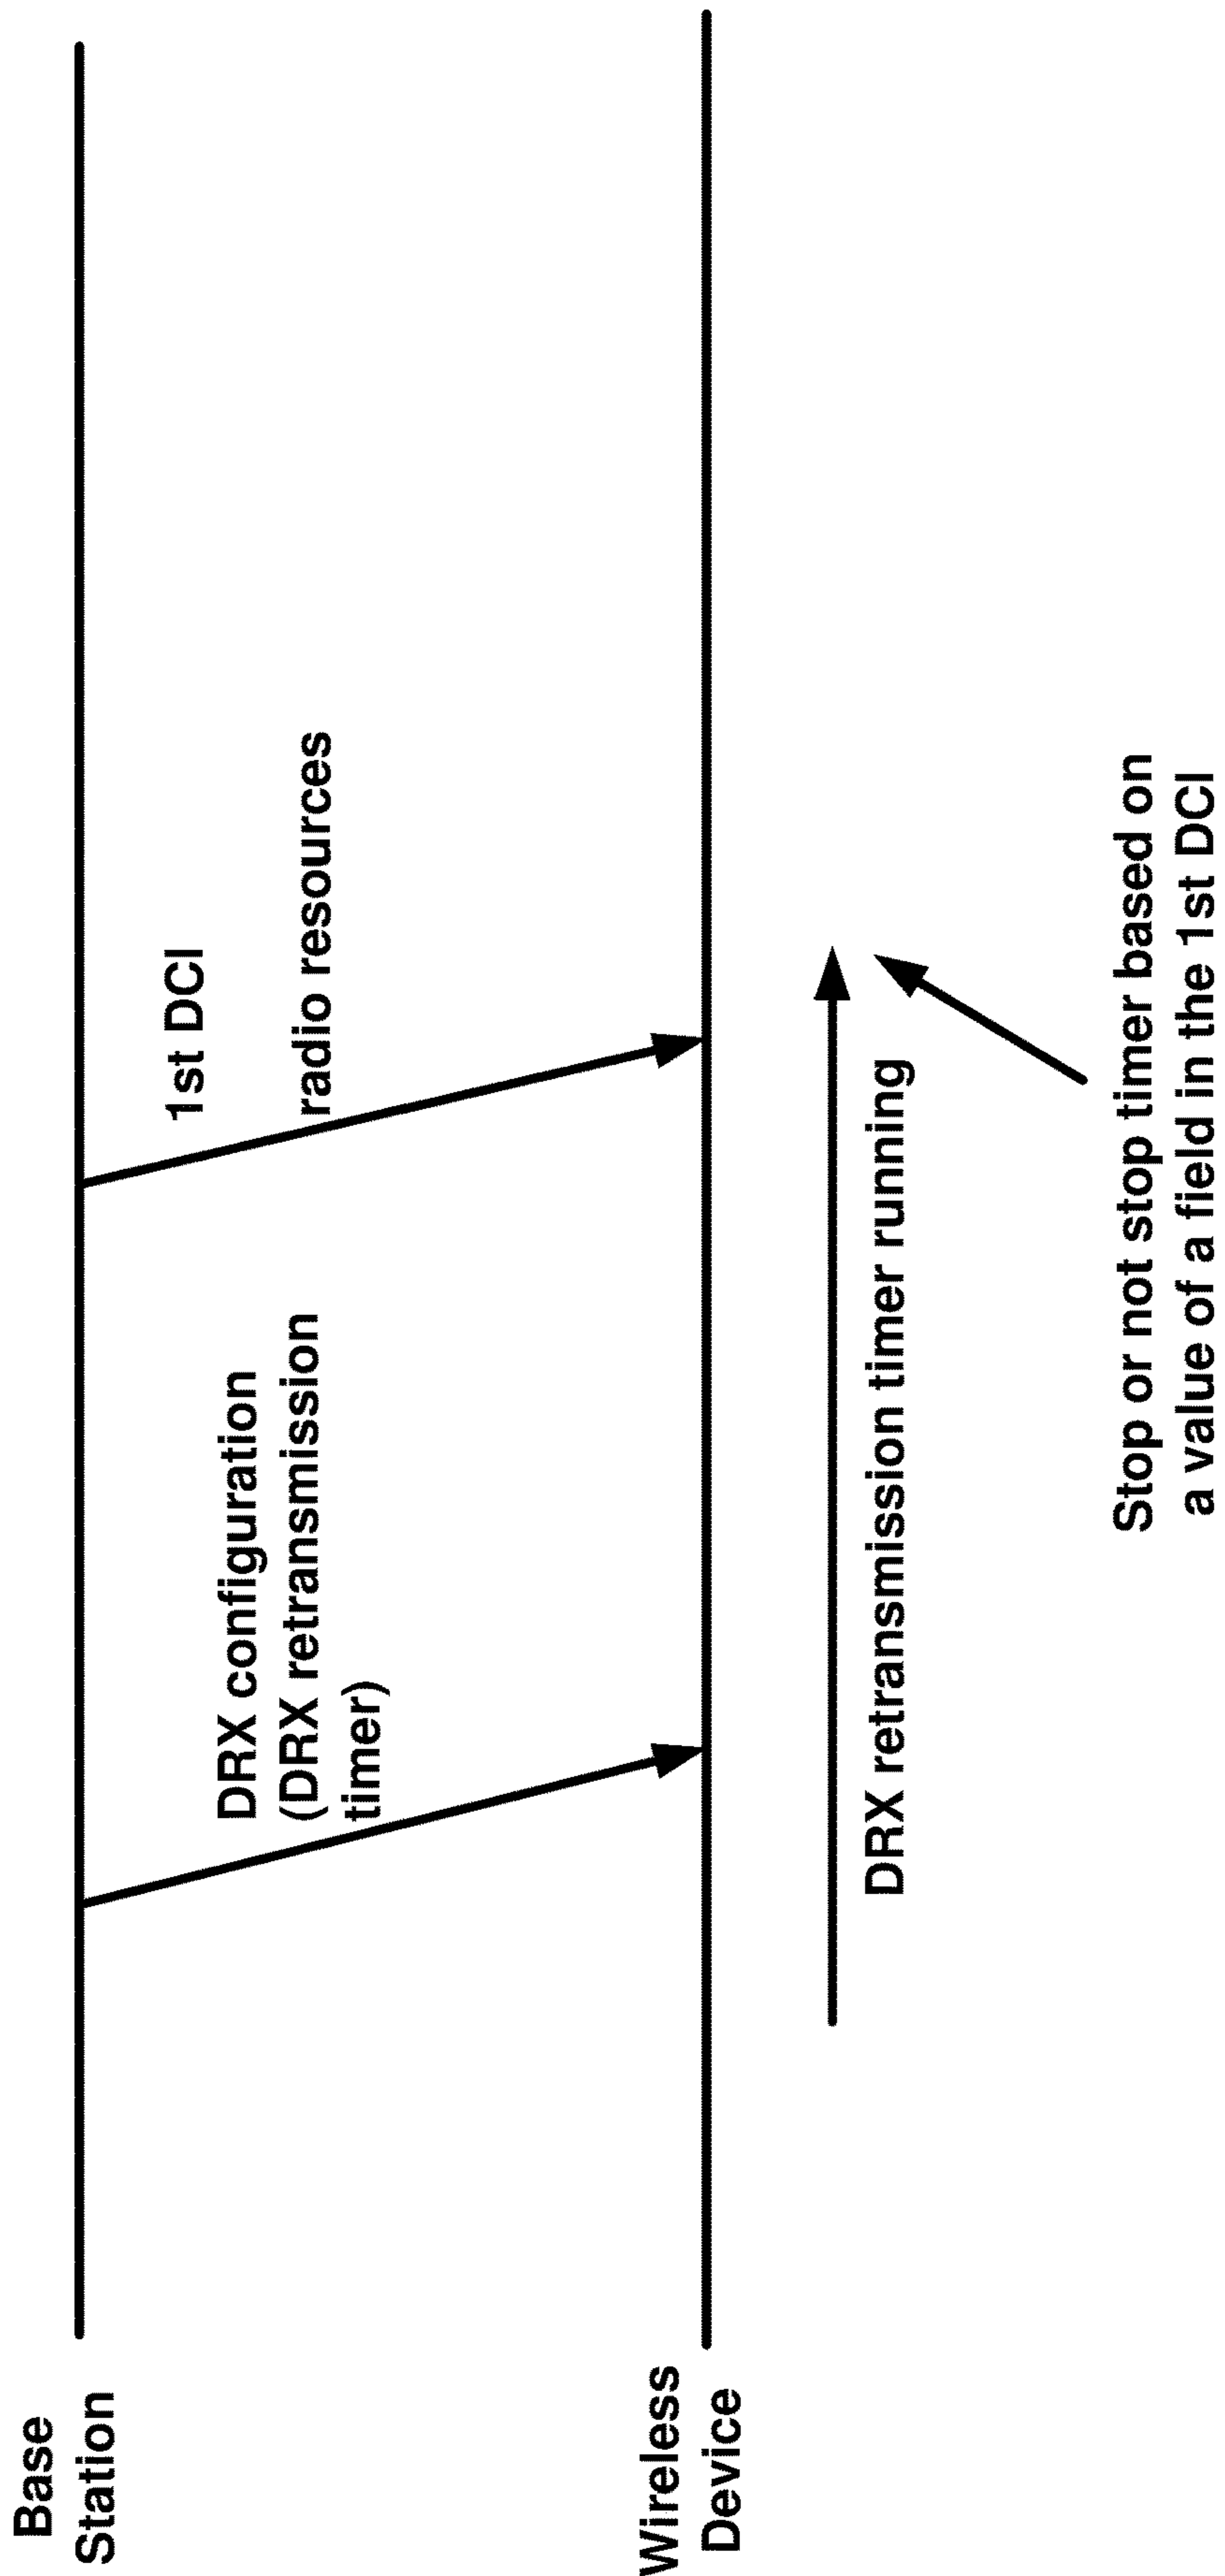 Base
Station
DRX configuration
(DRX retransmission
timer)
1st DCI
radio resources
Wireless
Device
DRX retransmission timer running
Stop or not stop timer based on
a value of a field in the 1st DCI